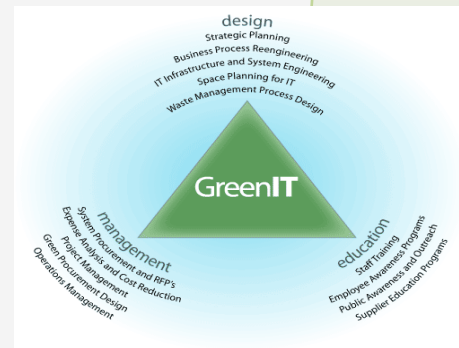 design
Strategic Planning
Business Process Reengineering
IT Infrastructure and System Engineering
Space Planning for IT
Waste Management Process Design
GreenIT
management
System Procurement and RFP's
Expense Analysis and Cost Reduction
Project Management
Green Procurement Design
Operations Management
education
Staff Training
Employee Awareness Programs
Public Awareness and Outreach
Supplier Education Programs